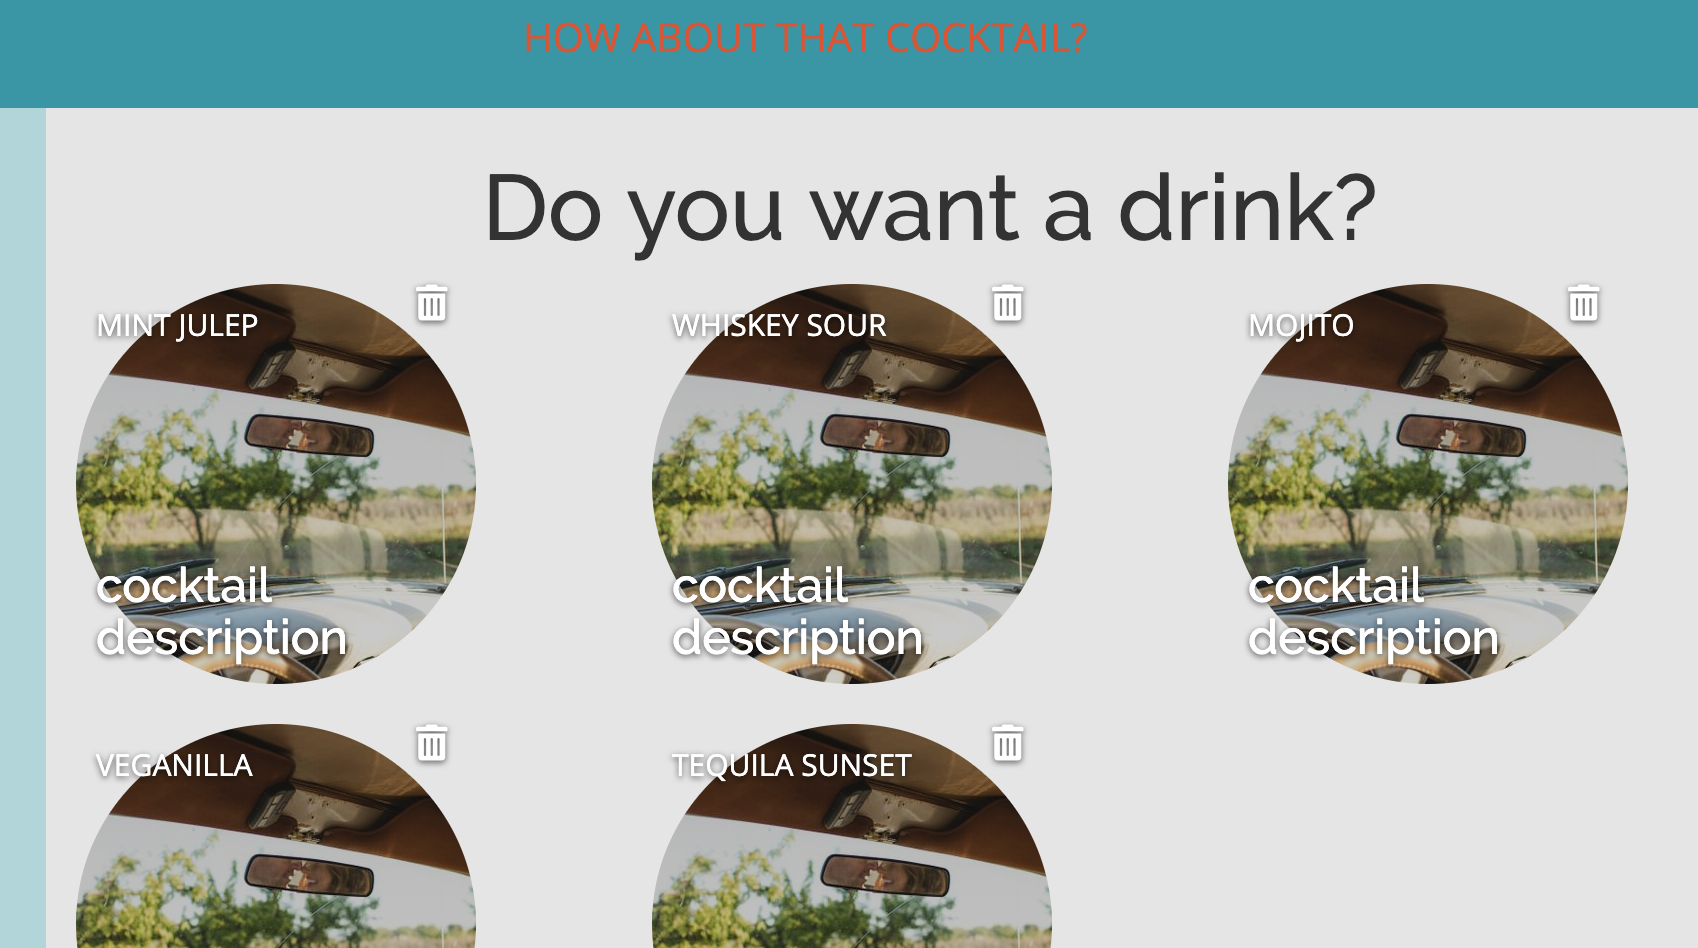 HOW ABOUT THAT COCKTAIL?
Do you want a drink?
MINT JULEP
cocktail
description
WHISKEY SOUR
cocktail
description
MOJITO
cocktail
description
VEGANILLA
TEQUILA SUNSET